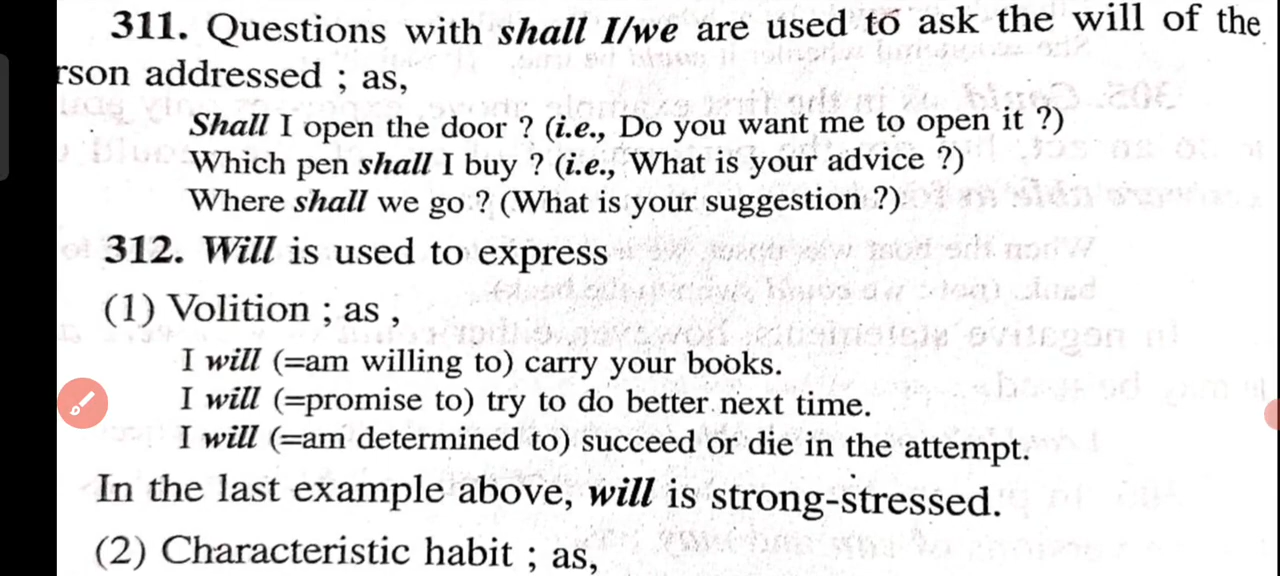 311. Questions with shall I/we are used to ask the will of the
rson addressed ; as,
Shall I open the door ? (i.e., Do you want me to open it ?)
Which pen shall I buy ? (i.e., What is your advice ?)
Where shall we go ? (What is your suggestion ?)
312. Will is used to express
(1) Volition ; as ,
I will (=am willing to) carry your books.
I will (=promise to) try to do better next time.
I will (=am determined to) succeed or die in the attempt.
In the last example above, will is strong-stressed.
(2) Characteristic habit ; as,